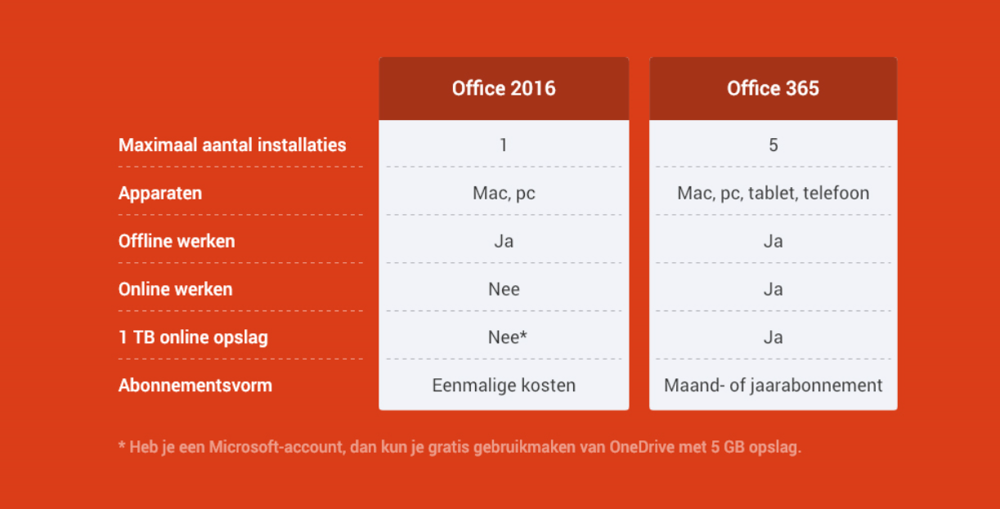 Office 2016 Office 365
Maximaal aantal installaties 1 5
Apparaten Mac, pc Mac, pc, tablet, telefoon
Offline werken Ja Ja
Online werken Nee Ja
1 TB online opslag Nee* Ja
Abonnementsvorm Eenmalige kosten Maand- of jaarabonnement
* Heb je een Microsoft-account, dan kun je gratis gebruikmaken van OneDrive met 5 GB opslag.